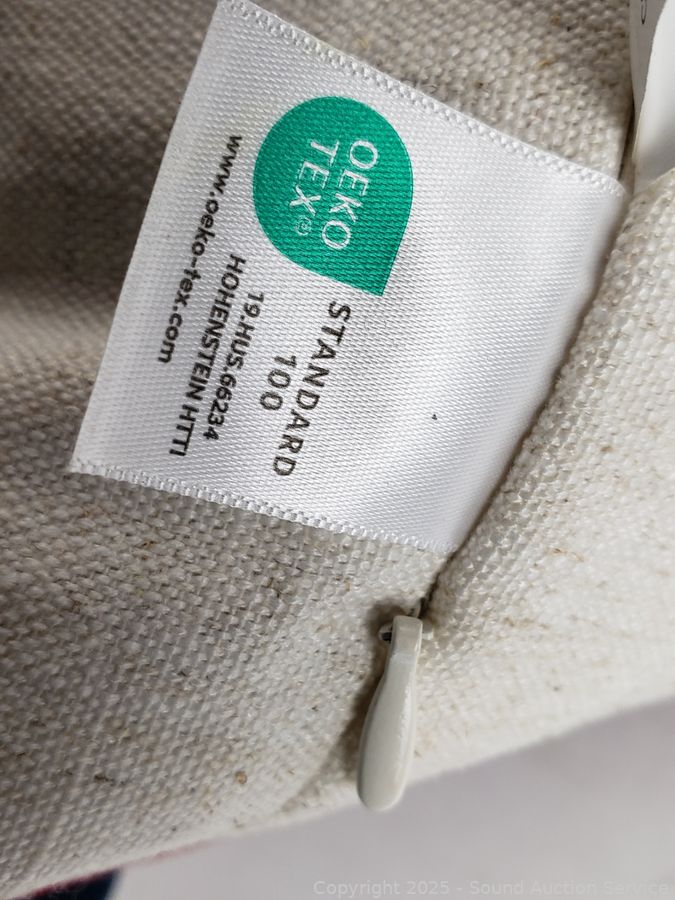 OEKO
TEX®
STANDARD
100
19.HUS.66234
HOHENSTEIN HTTI
www.oeko-tex.com
Copyright 2025 - Sound Auction Service